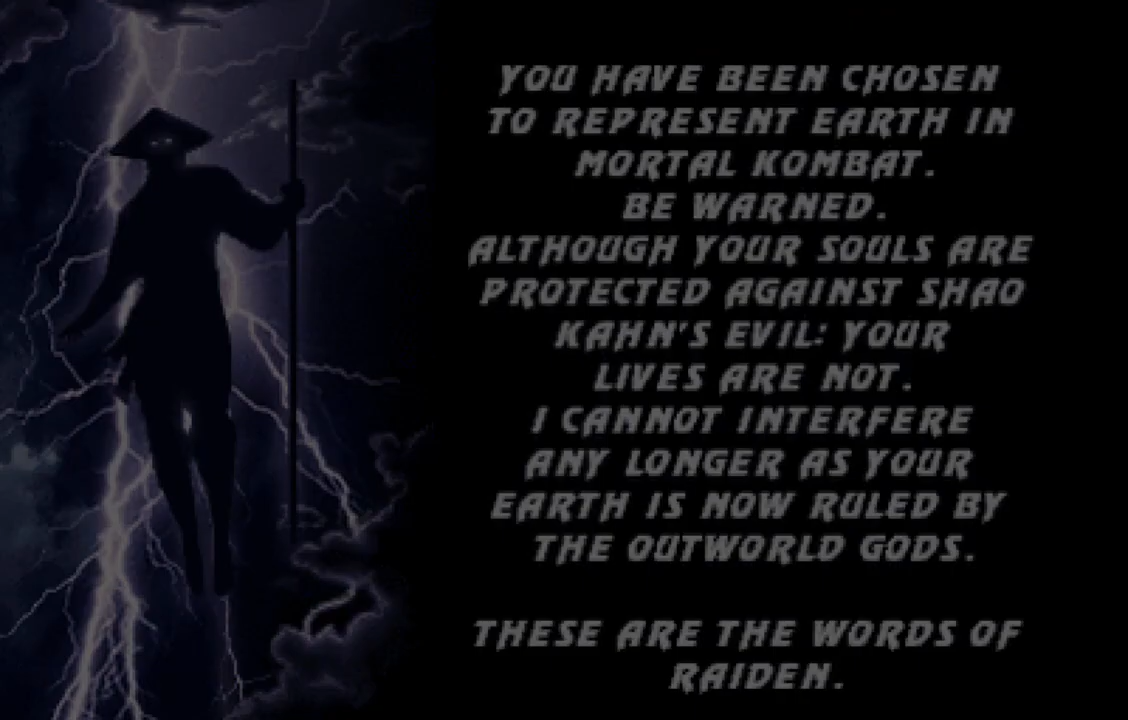 YOU HAVE BEEN CHOSEN
TO REPRESENT EARTH IN
MORTAL KOMBAT.
BE WARNED.
ALTHOUGH YOUR SOULS ARE
PROTECTED AGAINST SHAO
KAHN'S EVIL: YOUR
LIVES ARE NOT.
I CANNOT INTERFERE
ANY LONGER AS YOUR
EARTH IS NOW RULED BY
THE OUTWORLD GODS.
THESE ARE THE WORDS OF
RAIDEN.